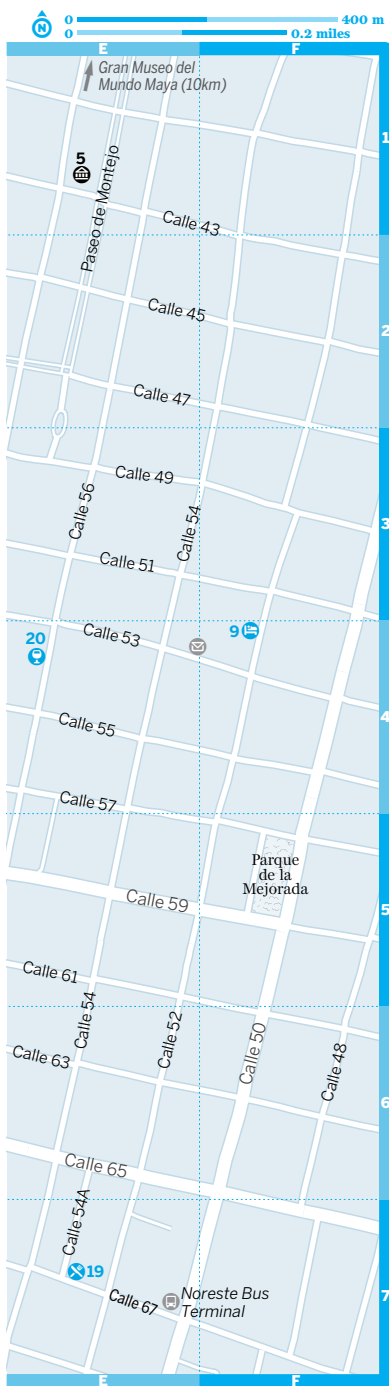 N
0 400 m
0 0.2 miles
E F
Gran Museo del
Mundo Maya (10km)
1
5
Paseo de Montejo
Calle 43
Calle 45
2
Calle 47
Calle 49
Calle 56
Calle 54
3
Calle 51
20
Calle 53
9
4
Calle 55
Calle 57
Parque
de la
Mejorada
Calle 59
5
Calle 61
Calle 54
Calle 52
Calle 50
Calle 48
Calle 63
6
Calle 65
Calle 54A
19
Calle 67
Noreste Bus
Terminal
7
E F